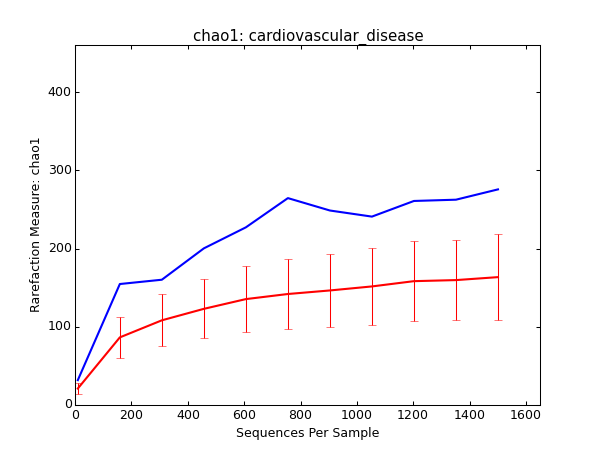 chao1: cardiovascular_disease
Rarefaction Measure: chao1
400
300
200
100
0
0 200 400 600 800 1000 1200 1400 1600
Sequences Per Sample